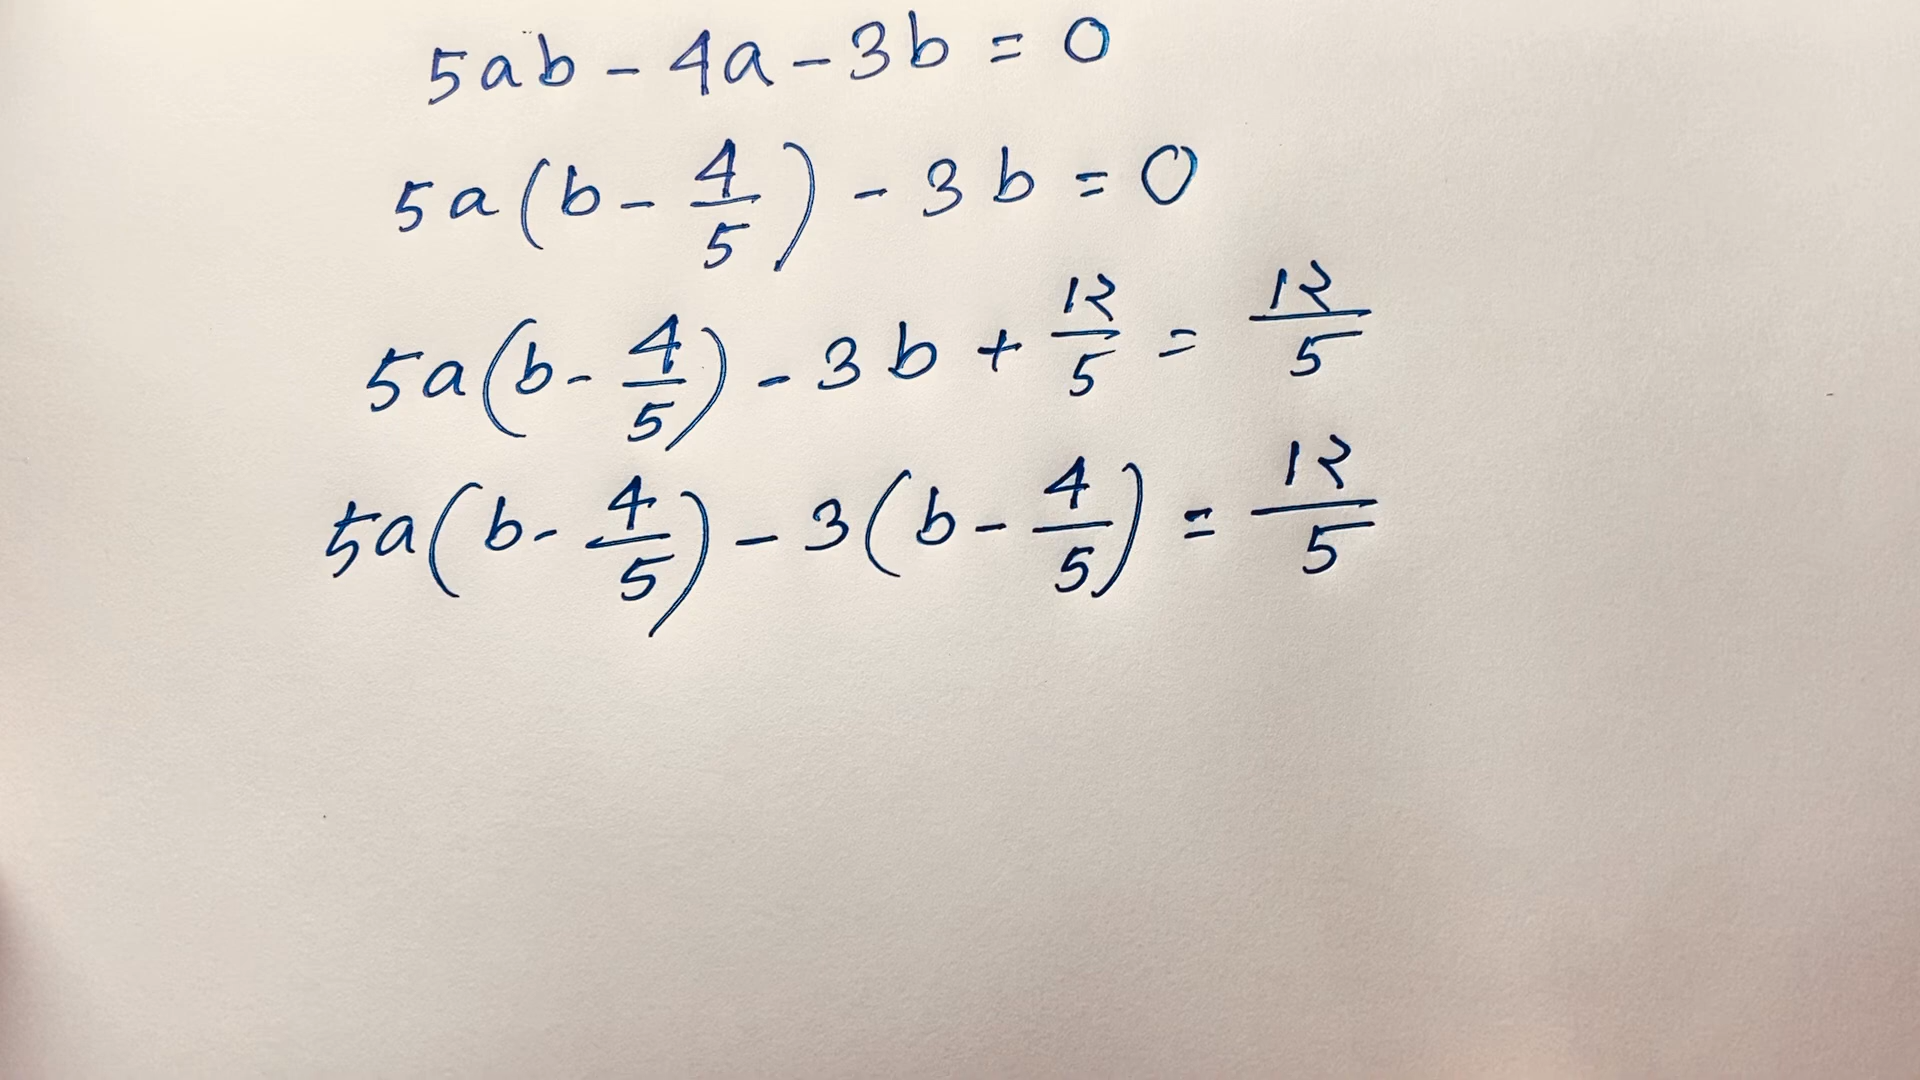 5ab - 4a - 3b = 0
5a(b - 4/5) - 3b = 0
5a(b - 4/5) - 3b + 12/5 = 12/5
5a(b - 4/5) - 3(b - 4/5) = 12/5